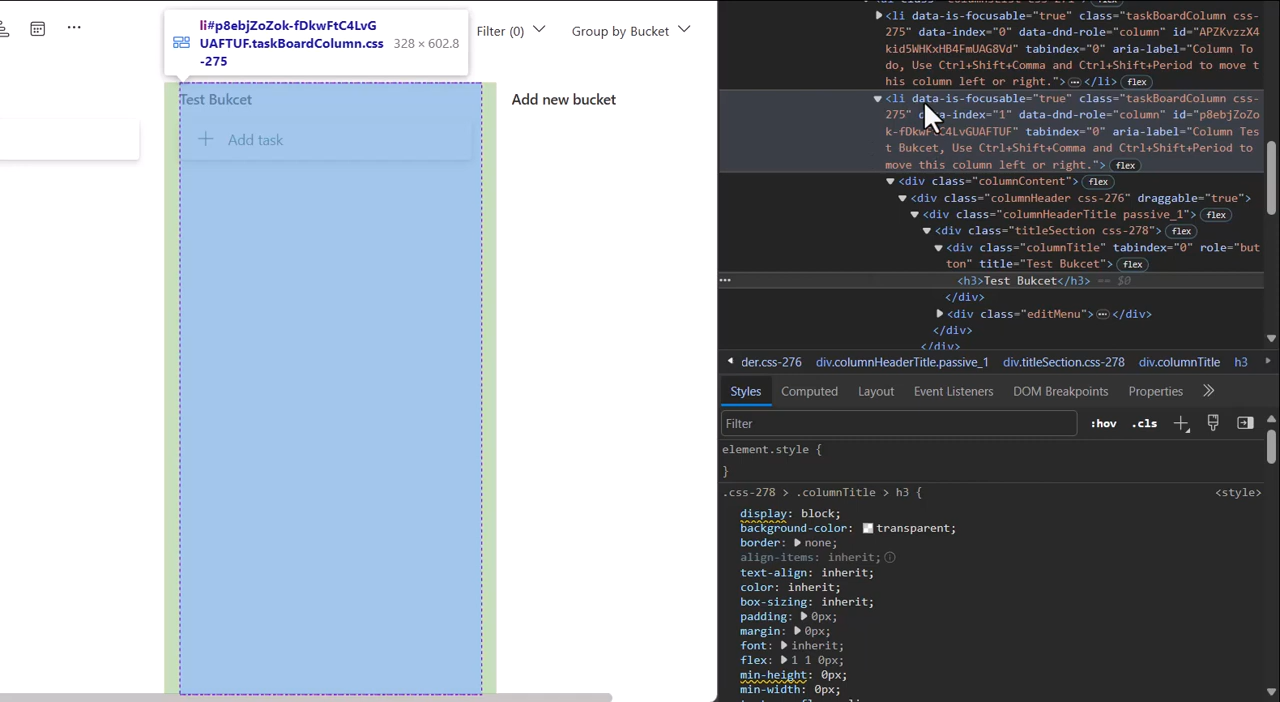 li#p8ebjZoZok-fDkwFtC4LvG
UAFTUF.taskBoardColumn.css
-275
328 × 602.8
Filter (0)
Group by Bucket
Test Bukcet
Add task
Add new bucket
<li data-is-focusable="true" class="taskBoardColumn css-
275" data-index="0" data-dnd-role="column" id="APZKvzzX4
kid5WHKxHB4FmUAG8Vd" tabindex="0" aria-label="Column To
do, Use Ctrl+Shift+Comma and Ctrl+Shift+Period to move t
his column left or right."> ⋯ </li> flex
<li data-is-focusable="true" class="taskBoardColumn css-
275" data-index="1" data-dnd-role="column" id="p8ebjZoZo
k-fDkwFtC4LvGUAFTUF" tabindex="0" aria-label="Column Tes
t Bukcet, Use Ctrl+Shift+Comma and Ctrl+Shift+Period to
move this column left or right."> flex
<div class="columnContent"> flex
<div class="columnHeader css-276" draggable="true">
<div class="columnHeaderTitle passive_1"> flex
<div class="titleSection css-278"> flex
<div class="columnTitle" tabindex="0" role="but
ton" title="Test Bukcet"> flex
<h3>Test Bukcet</h3> == $0
</div>
<div class="editMenu"> ⋯ </div>
</div>
</div>
der.css-276 div.columnHeaderTitle.passive_1 div.titleSection.css-278 div.columnTitle h3
Styles Computed Layout Event Listeners DOM Breakpoints Properties
Filter :hov .cls
element.style {
}
.css-278 > .columnTitle > h3 { <style>
display: block;
background-color: transparent;
border: none;
align-items: inherit;
text-align: inherit;
color: inherit;
box-sizing: inherit;
padding: 0px;
margin: 0px;
font: inherit;
flex: 1 1 0px;
min-height: 0px;
min-width: 0px;